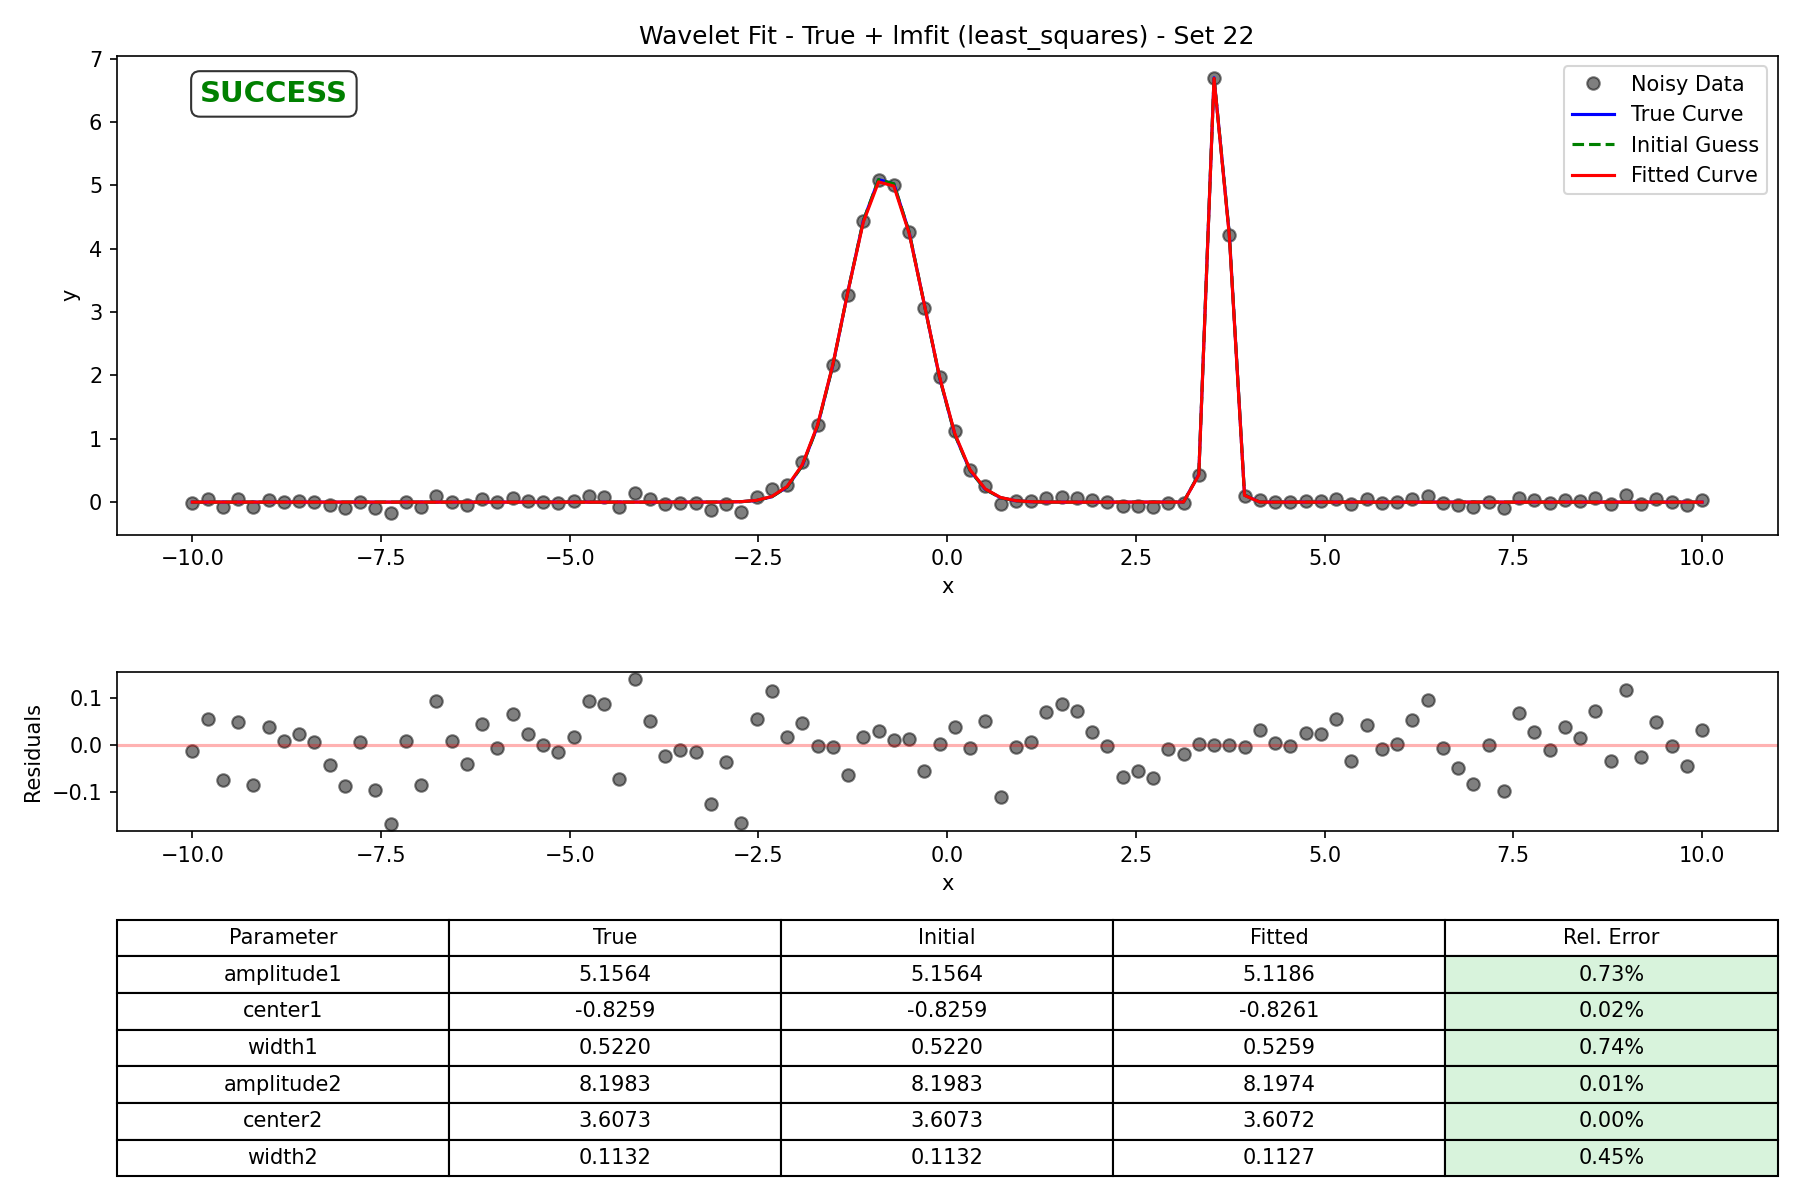 Wavelet Fit - True + lmfit (least_squares) - Set 22
SUCCESS
Noisy Data
True Curve
Initial Guess
Fitted Curve
7
6
5
4
3
2
1
0
y
−10.0 −7.5 −5.0 −2.5 0.0 2.5 5.0 7.5 10.0
x
0.1
0.0
−0.1
Residuals
−10.0 −7.5 −5.0 −2.5 0.0 2.5 5.0 7.5 10.0
x
Parameter True Initial Fitted Rel. Error
amplitude1 5.1564 5.1564 5.1186 0.73%
center1 -0.8259 -0.8259 -0.8261 0.02%
width1 0.5220 0.5220 0.5259 0.74%
amplitude2 8.1983 8.1983 8.1974 0.01%
center2 3.6073 3.6073 3.6072 0.00%
width2 0.1132 0.1132 0.1127 0.45%